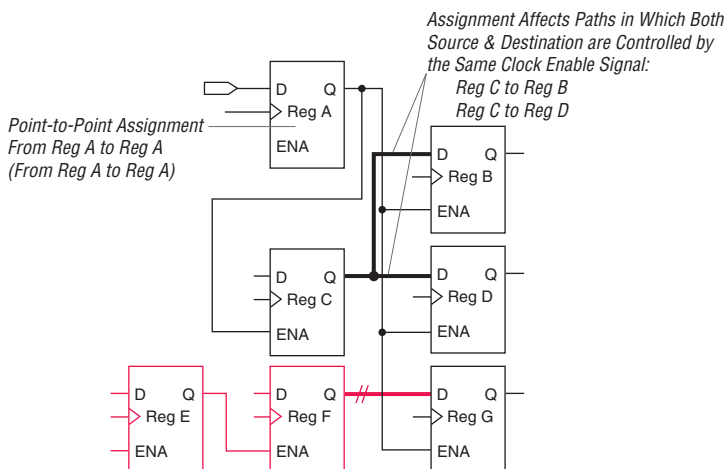 Assignment Affects Paths in Which Both
Source & Destination are Controlled by
the Same Clock Enable Signal:
Reg C to Reg B
Reg C to Reg D
Point-to-Point Assignment
From Reg A to Reg A
(From Reg A to Reg A)
D Q
Reg A
ENA
D Q
Reg B
ENA
D Q
Reg C
ENA
D Q
Reg D
ENA
D Q
Reg E
ENA
D Q
Reg F
ENA
D Q
Reg G
ENA